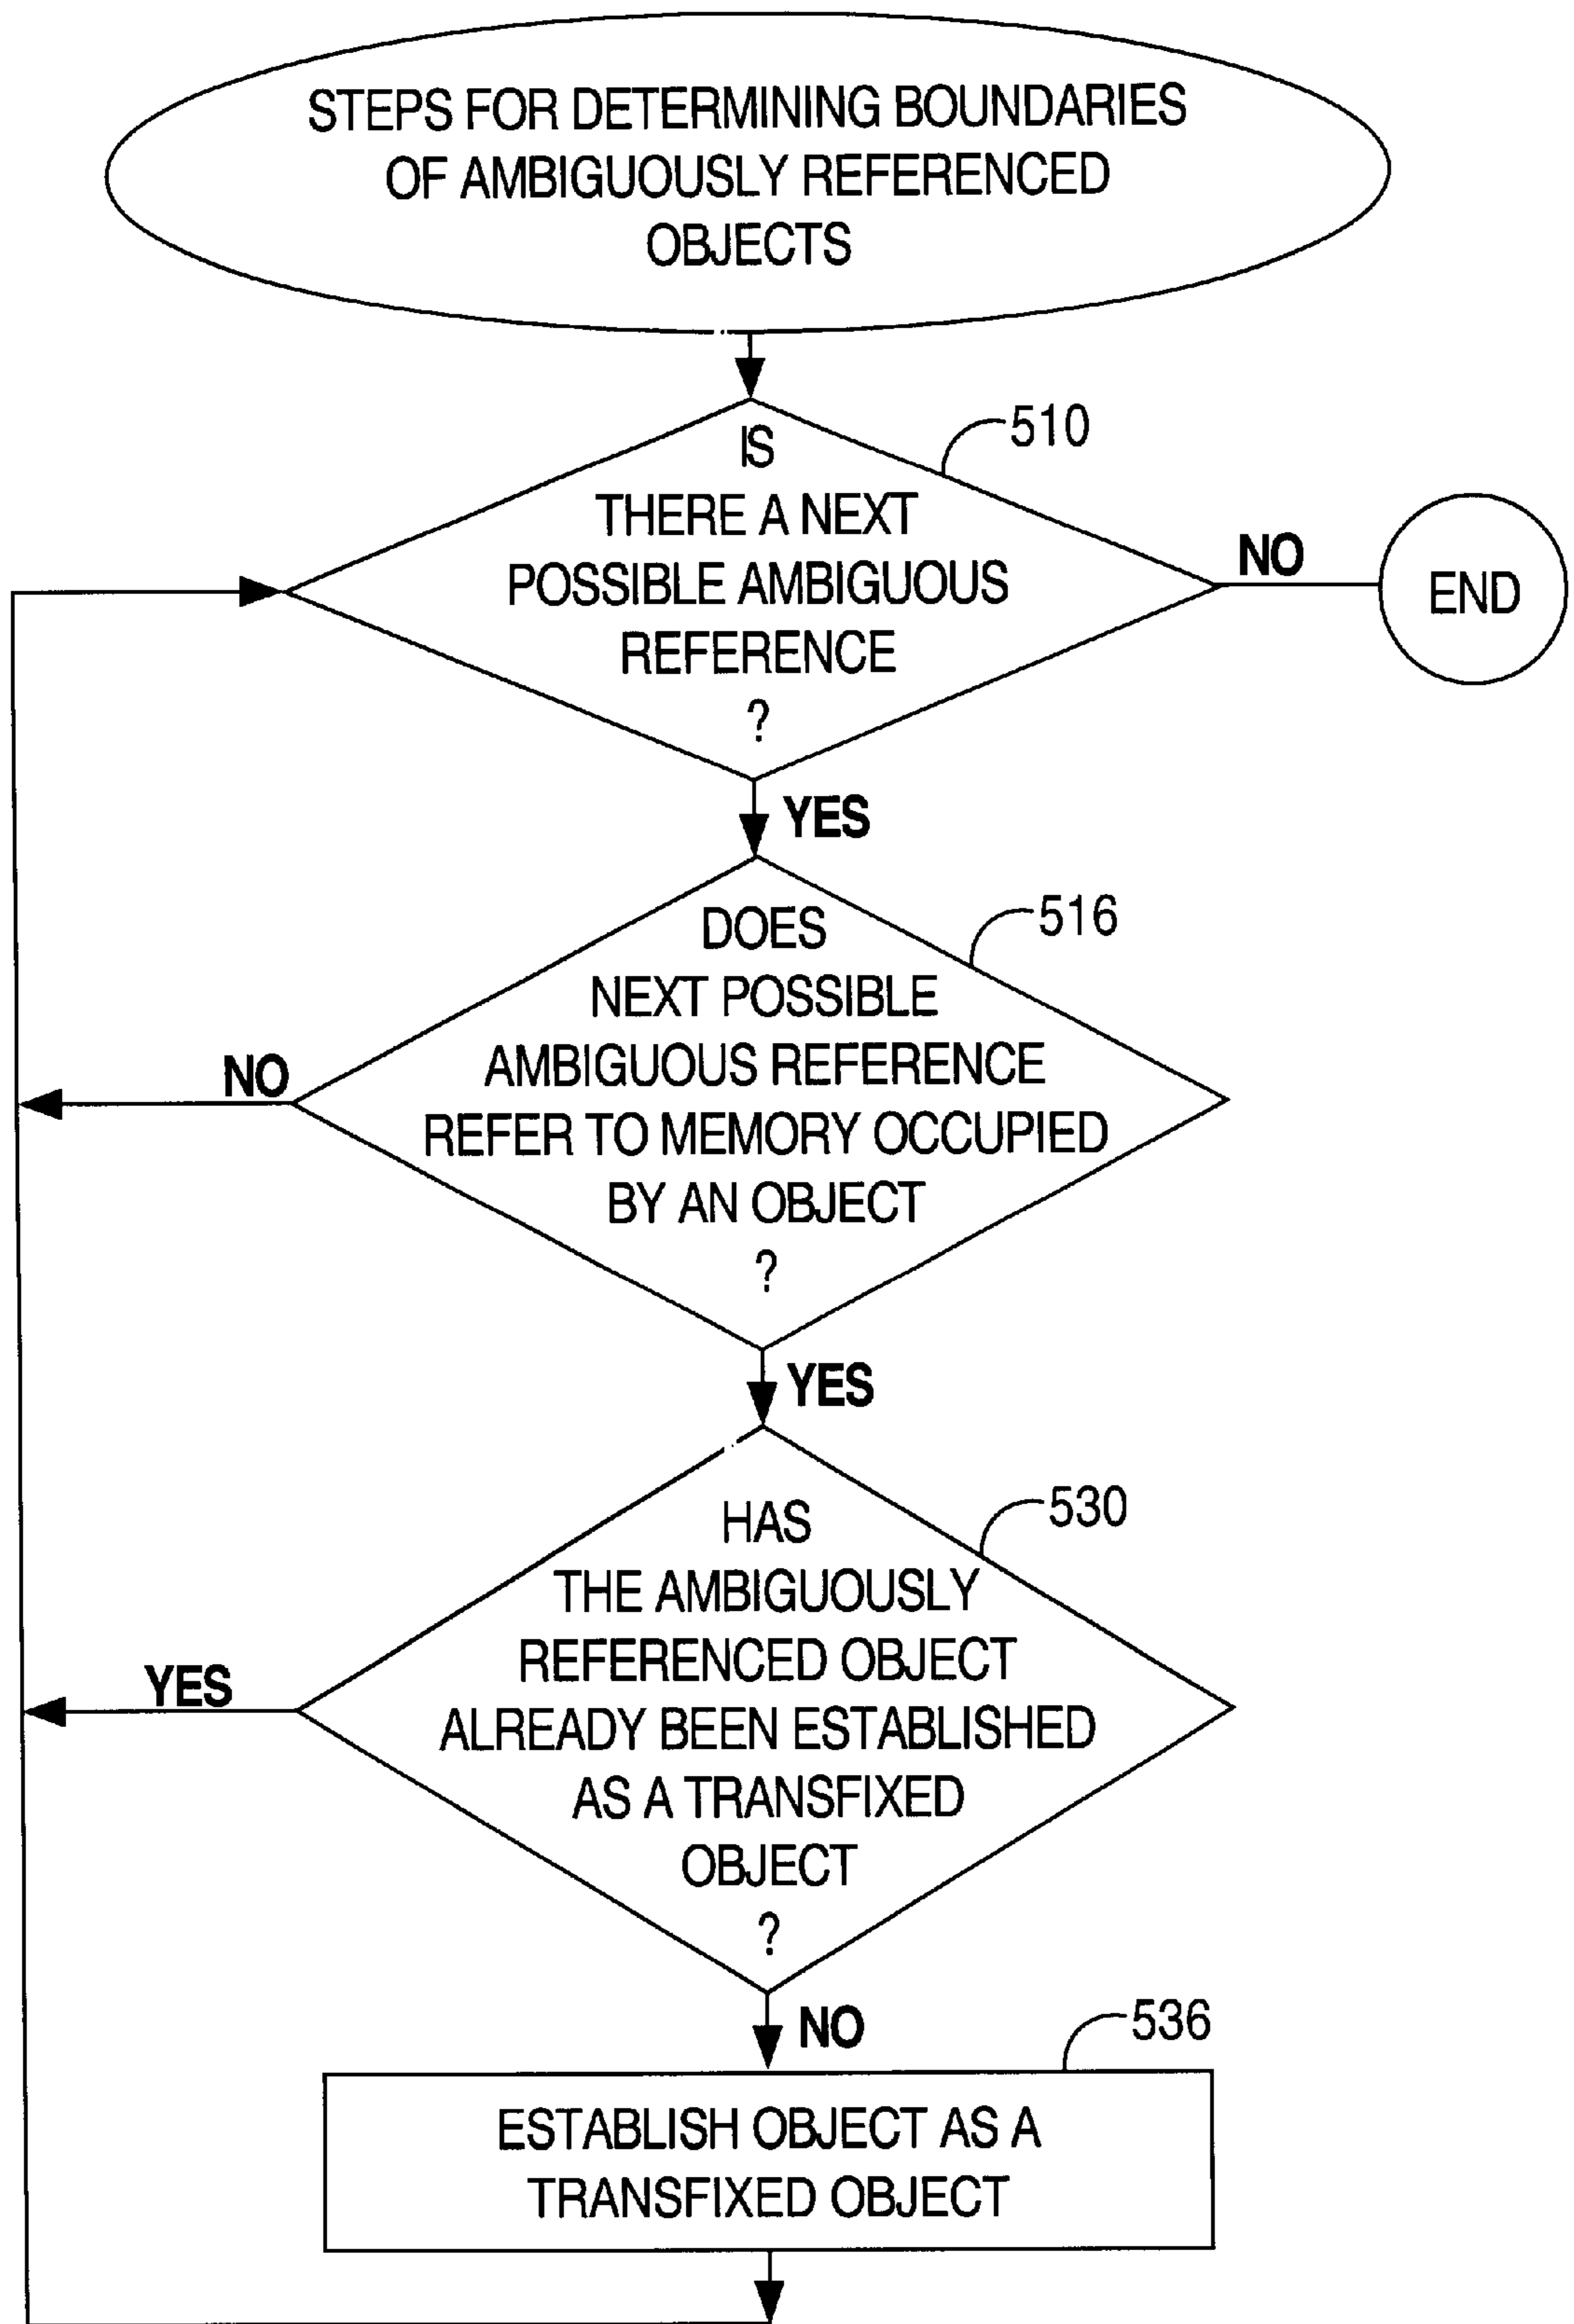 STEPS FOR DETERMINING BOUNDARIES
OF AMBIGUOUSLY REFERENCED
OBJECTS
510
IS
THERE A NEXT
POSSIBLE AMBIGUOUS
REFERENCE
?
NO
END
YES
516
DOES
NEXT POSSIBLE
AMBIGUOUS REFERENCE
REFER TO MEMORY OCCUPIED
BY AN OBJECT
?
NO
YES
530
HAS
THE AMBIGUOUSLY
REFERENCED OBJECT
ALREADY BEEN ESTABLISHED
AS A TRANSFIXED
OBJECT
?
YES
NO
536
ESTABLISH OBJECT AS A
TRANSFIXED OBJECT